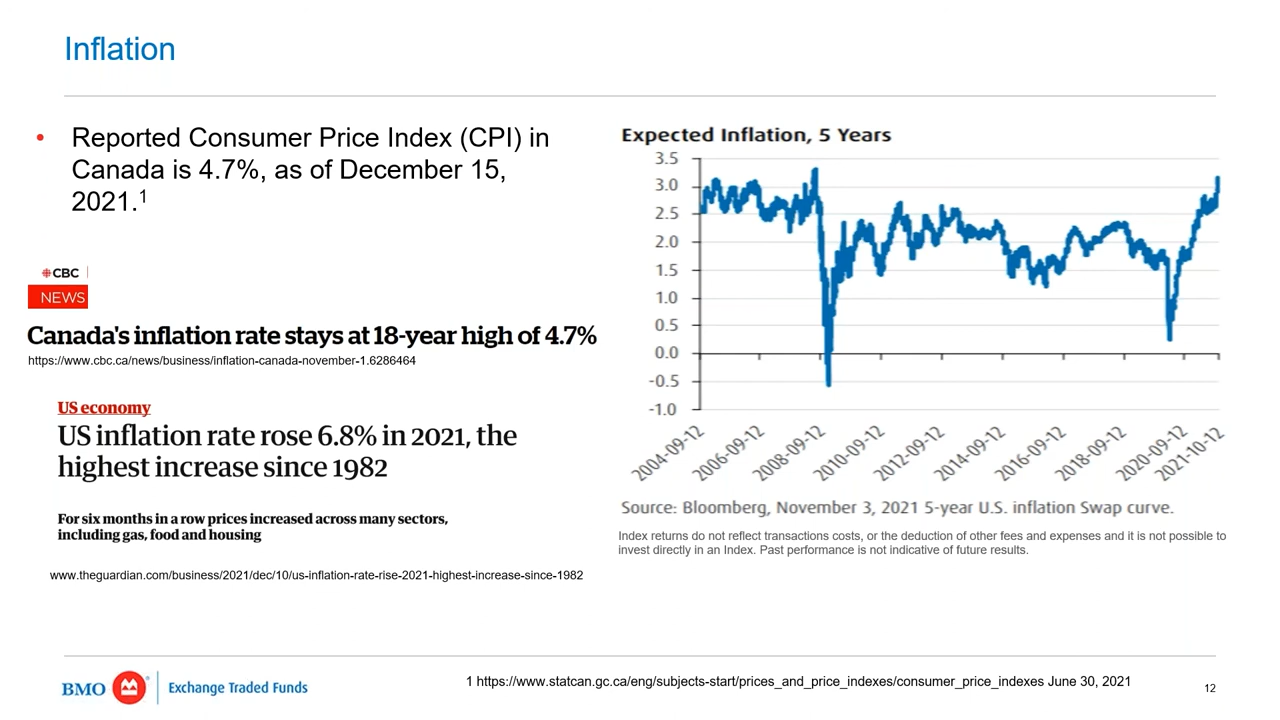 Inflation
• Reported Consumer Price Index (CPI) in
Canada is 4.7%, as of December 15,
2021.1
CBC
NEWS
Canada's inflation rate stays at 18-year high of 4.7%
https://www.cbc.ca/news/business/inflation-canada-november-1.6286464
US economy
US inflation rate rose 6.8% in 2021, the
highest increase since 1982
For six months in a row prices increased across many sectors,
including gas, food and housing
www.theguardian.com/business/2021/dec/10/us-inflation-rate-rise-2021-highest-increase-since-1982
Expected Inflation, 5 Years
3.5
3.0
2.5
2.0
1.5
1.0
0.5
0.0
-0.5
-1.0
2004-09-12
2006-09-12
2008-09-12
2010-09-12
2012-09-12
2014-09-12
2016-09-12
2018-09-12
2020-09-12
2021-10-12
Source: Bloomberg, November 3, 2021 5-year U.S. inflation Swap curve.
Index returns do not reflect transactions costs, or the deduction of other fees and expenses and it is not possible to
invest directly in an Index. Past performance is not indicative of future results.
BMO Exchange Traded Funds
1 https://www.statcan.gc.ca/eng/subjects-start/prices_and_price_indexes/consumer_price_indexes June 30, 2021
12